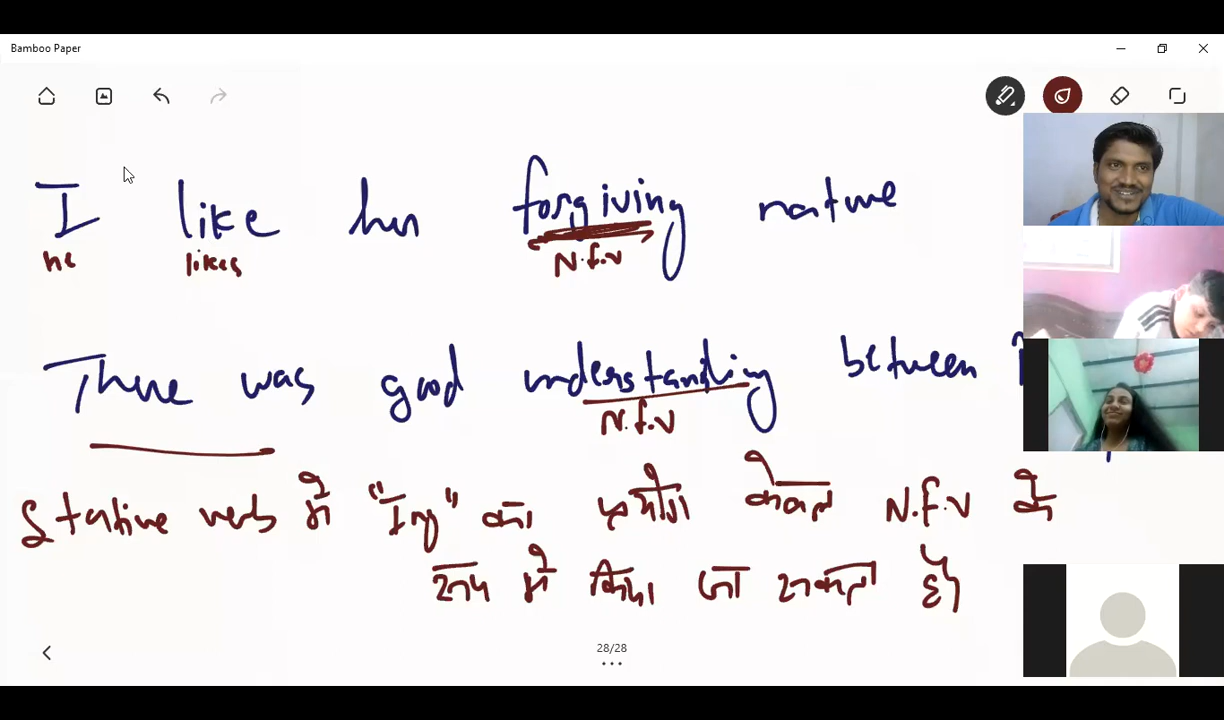 Bamboo Paper
I like her forgiving nature
he likes N.f.v
There was good understanding between
N.f.v
Stative verb में "Ing" का प्रयोग केवल N.f.v के
रूप में किया जा सकता है
28/28